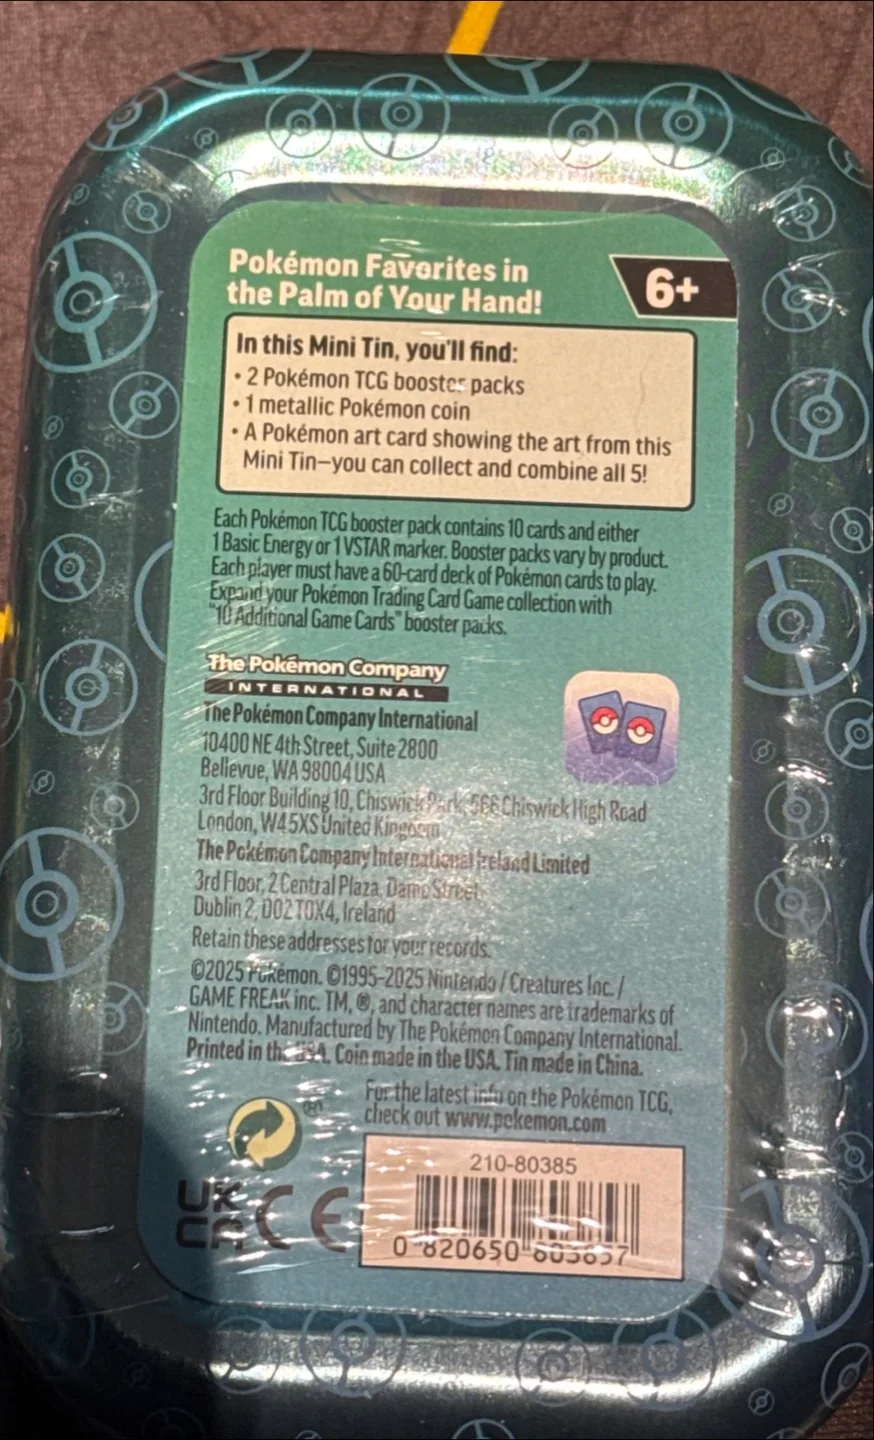 Pokémon Favorites in
the Palm of Your Hand!
6+
In this Mini Tin, you'll find:
• 2 Pokémon TCG booster packs
• 1 metallic Pokémon coin
• A Pokémon art card showing the art from this
Mini Tin—you can collect and combine all 5!
Each Pokémon TCG booster pack contains 10 cards and either
1 Basic Energy or 1 VSTAR marker. Booster packs vary by product.
Each player must have a 60-card deck of Pokémon cards to play.
Expand your Pokémon Trading Card Game collection with
"10 Additional Game Cards" booster packs.
The Pokémon Company
INTERNATIONAL
The Pokémon Company International
10400 NE 4th Street, Suite 2800
Bellevue, WA 98004 USA
3rd Floor Building 10, Chiswick Park, 566 Chiswick High Road
London, W4 5XS United Kingdom
The Pokémon Company International Ireland Limited
3rd Floor, 2 Central Plaza, Dame Street
Dublin 2, D02 T0X4, Ireland
Retain these addresses for your records.
©2025 Pokémon. ©1995–2025 Nintendo / Creatures Inc. /
GAME FREAK inc. TM, ®, and character names are trademarks of
Nintendo. Manufactured by The Pokémon Company International.
Printed in the USA. Coin made in the USA. Tin made in China.
For the latest info on the Pokémon TCG,
check out www.pokemon.com
®
UK
CA
CE
210-80385
0 820650 803857